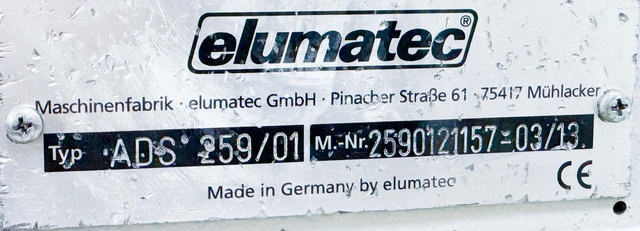 elumatec®
Maschinenfabrik · elumatec GmbH · Pinacher Straße 61 · 75417 Mühlacker
Typ ADS 259/01 M.-Nr. 2590121157-03/13
Made in Germany by elumatec CE